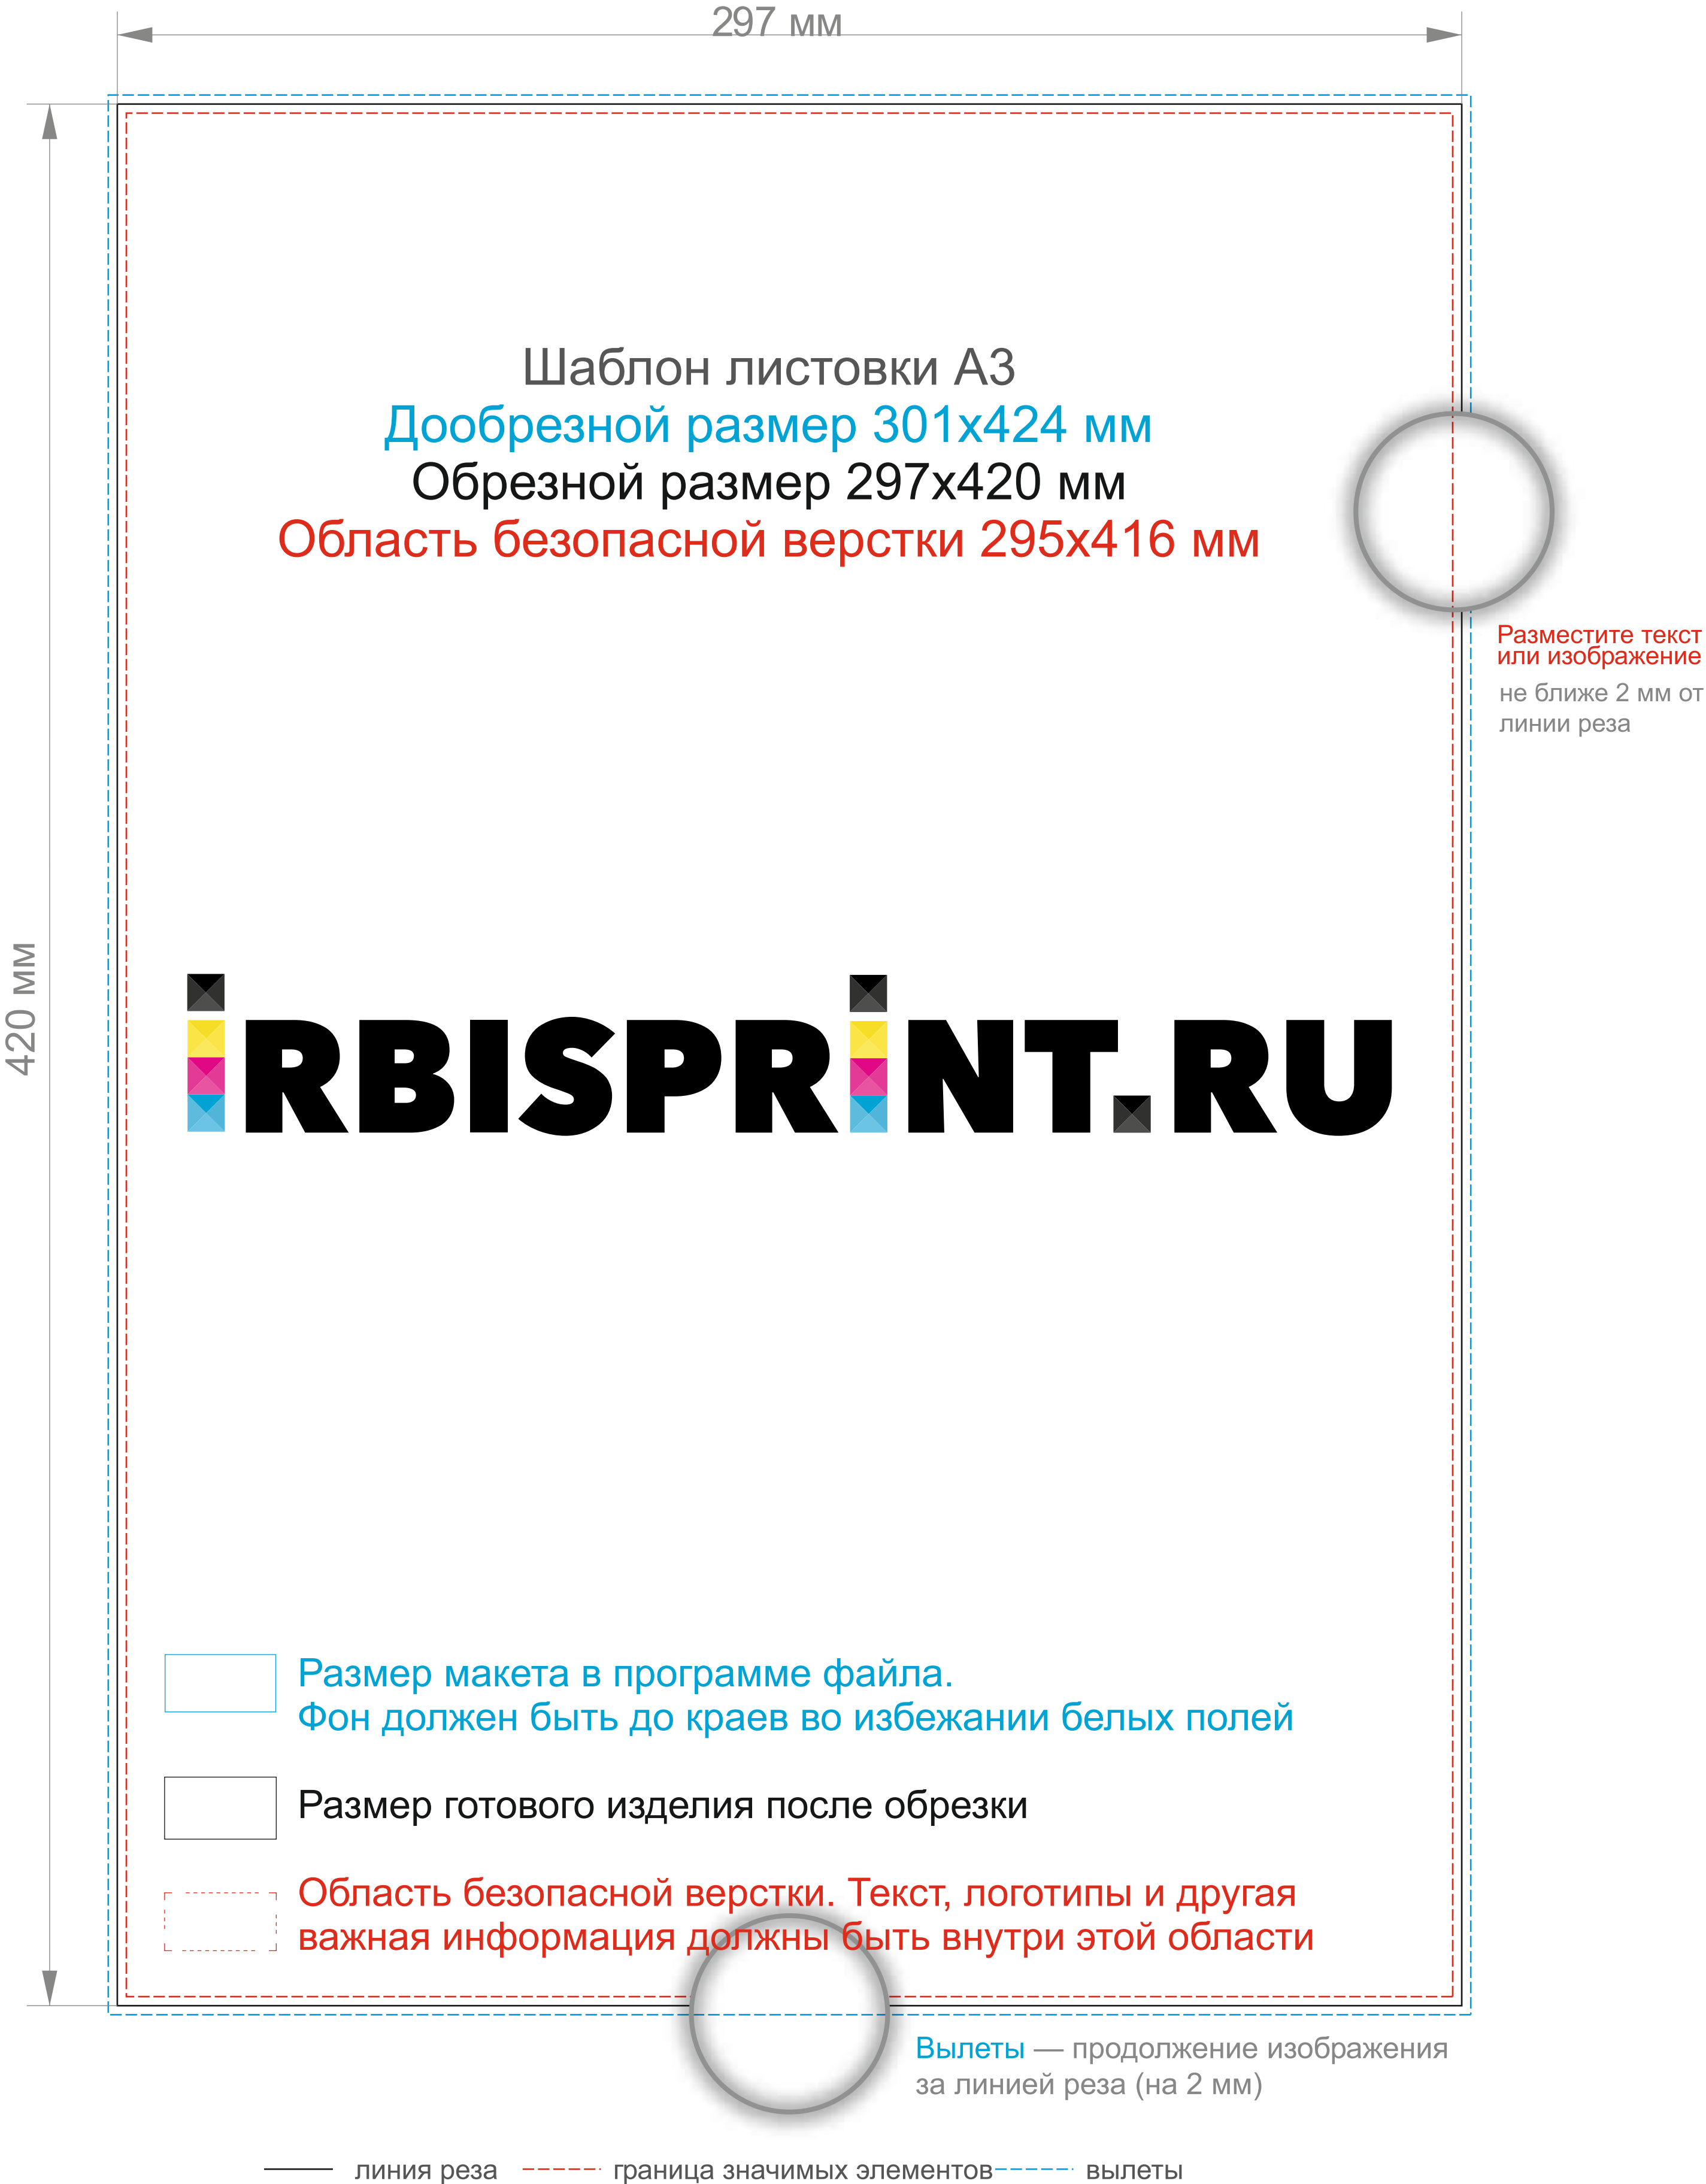 297 мм
420 мм
Шаблон листовки А3
Дообрезной размер 301х424 мм
Обрезной размер 297х420 мм
Область безопасной верстки 295х416 мм
Разместите текст
или изображение
не ближе 2 мм от
линии реза
iRBISPRiNT.RU
Размер макета в программе файла.
Фон должен быть до краев во избежании белых полей
Размер готового изделия после обрезки
Область безопасной верстки. Текст, логотипы и другая
важная информация должны быть внутри этой области
Вылеты — продолжение изображения
за линией реза (на 2 мм)
линия реза граница значимых элементов вылеты